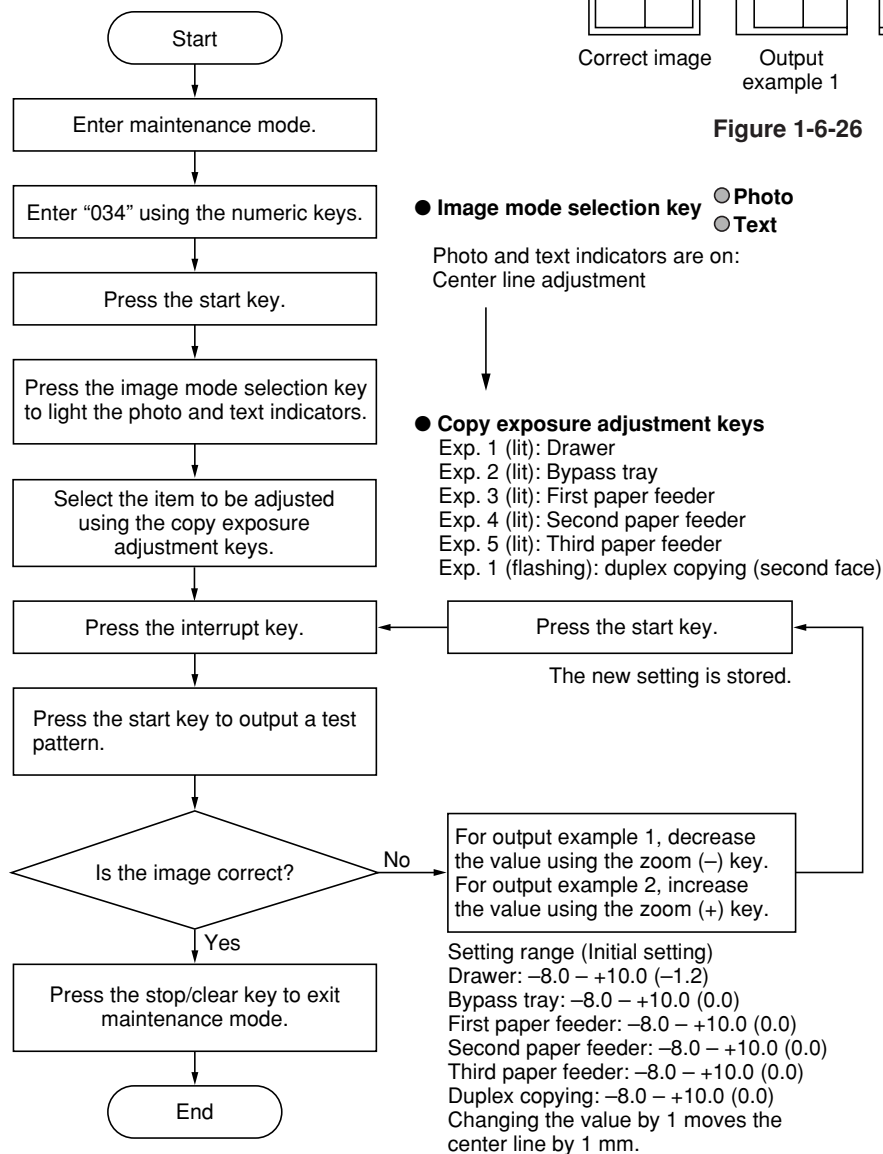 Correct image
Output
example 1
Figure 1-6-26
Start
Enter maintenance mode.
Enter “034” using the numeric keys.
Press the start key.
Press the image mode selection key
to light the photo and text indicators.
Select the item to be adjusted
using the copy exposure
adjustment keys.
Press the interrupt key.
Press the start key to output a test
pattern.
Is the image correct?
No
Yes
Press the stop/clear key to exit
maintenance mode.
End
● Image mode selection key
Photo
Text
Photo and text indicators are on:
Center line adjustment
● Copy exposure adjustment keys
Exp. 1 (lit): Drawer
Exp. 2 (lit): Bypass tray
Exp. 3 (lit): First paper feeder
Exp. 4 (lit): Second paper feeder
Exp. 5 (lit): Third paper feeder
Exp. 1 (flashing): duplex copying (second face)
Press the start key.
The new setting is stored.
For output example 1, decrease
the value using the zoom (–) key.
For output example 2, increase
the value using the zoom (+) key.
Setting range (Initial setting)
Drawer: –8.0 – +10.0 (–1.2)
Bypass tray: –8.0 – +10.0 (0.0)
First paper feeder: –8.0 – +10.0 (0.0)
Second paper feeder: –8.0 – +10.0 (0.0)
Third paper feeder: –8.0 – +10.0 (0.0)
Duplex copying: –8.0 – +10.0 (0.0)
Changing the value by 1 moves the
center line by 1 mm.